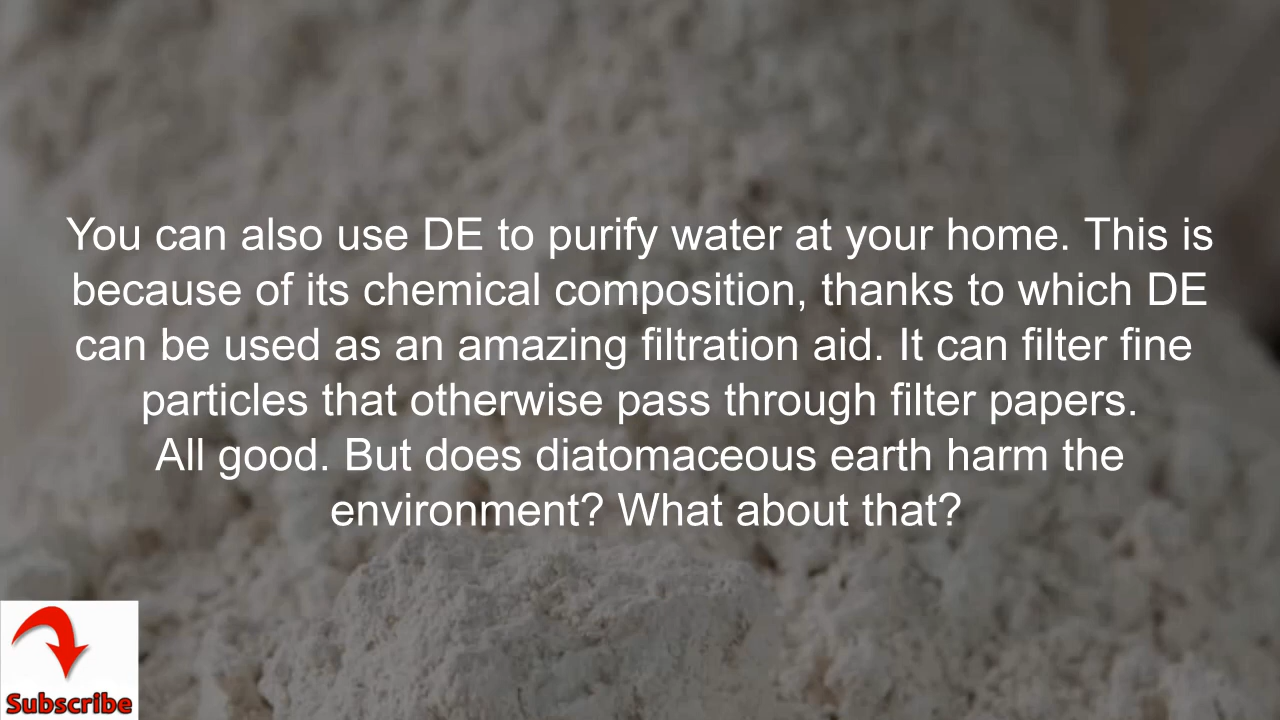 You can also use DE to purify water at your home. This is
because of its chemical composition, thanks to which DE
can be used as an amazing filtration aid. It can filter fine
particles that otherwise pass through filter papers.
All good. But does diatomaceous earth harm the
environment? What about that?
Subscribe